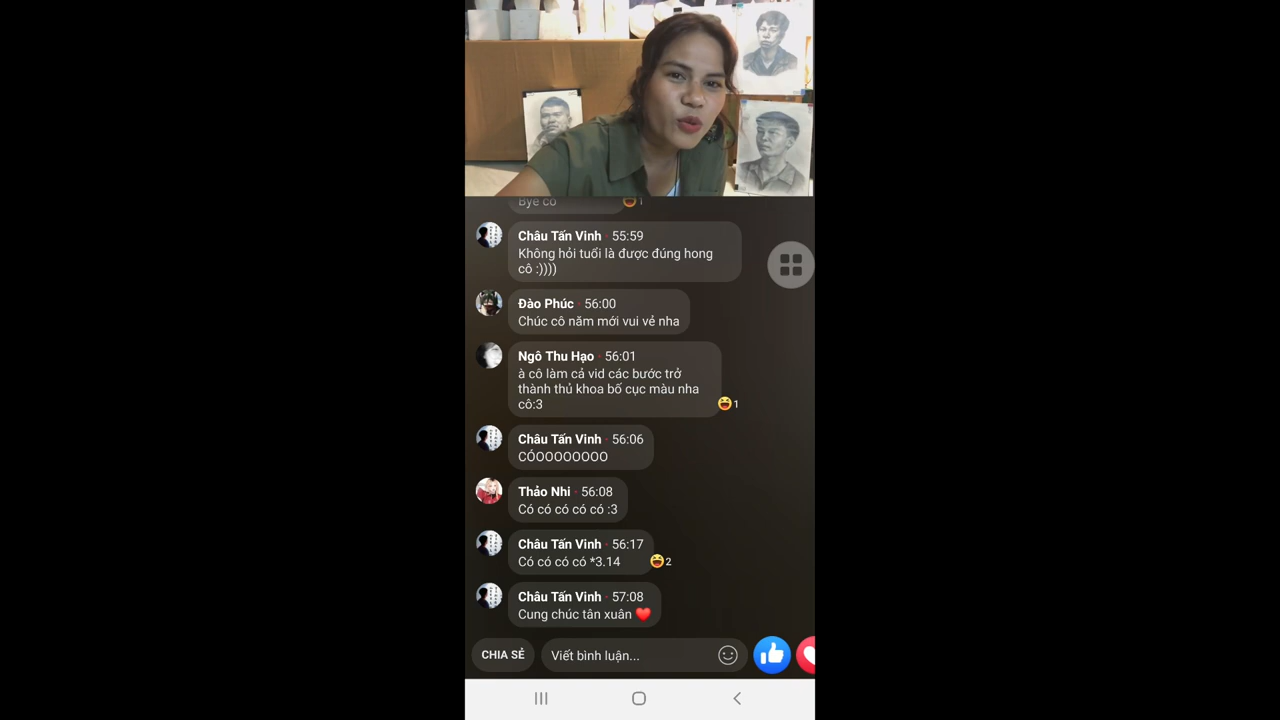 Bye cô
1
Châu Tấn Vinh · 55:59
Không hỏi tuổi là được đúng hong
cô :))))
Đào Phúc · 56:00
Chúc cô năm mới vui vẻ nha
Ngô Thu Hạo · 56:01
à cô làm cả vid các bước trở
thành thủ khoa bố cục màu nha
cô:3
1
Châu Tấn Vinh · 56:06
CÓOOOOOOOO
Thảo Nhi · 56:08
Có có có có có :3
Châu Tấn Vinh · 56:17
Có có có có *3.14
2
Châu Tấn Vinh · 57:08
Cung chúc tân xuân ❤️
CHIA SẺ
Viết bình luận...